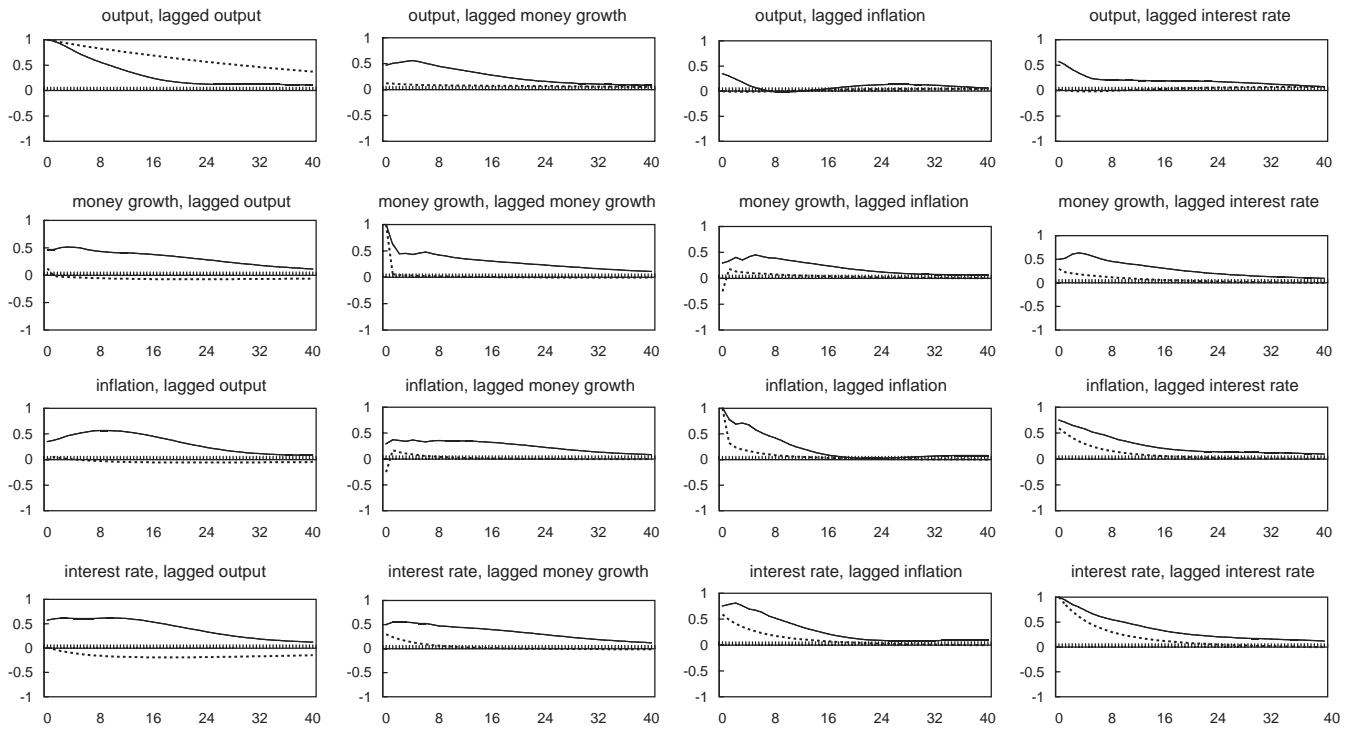 output, lagged output
output, lagged money growth
output, lagged inflation
output, lagged interest rate
1
0.5
0
-0.5
-1
0 8 16 24 32 40
1
0.5
0
-0.5
-1
0 8 16 24 32 40
1
0.5
0
-0.5
-1
0 8 16 24 32 40
1
0.5
0
-0.5
-1
0 8 16 24 32 40
money growth, lagged output
money growth, lagged money growth
money growth, lagged inflation
money growth, lagged interest rate
1
0.5
0
-0.5
-1
0 8 16 24 32 40
1
0.5
0
-0.5
-1
0 8 16 24 32 40
1
0.5
0
-0.5
-1
0 8 16 24 32 40
1
0.5
0
-0.5
-1
0 8 16 24 32 40
inflation, lagged output
inflation, lagged money growth
inflation, lagged inflation
inflation, lagged interest rate
1
0.5
0
-0.5
-1
0 8 16 24 32 40
1
0.5
0
-0.5
-1
0 8 16 24 32 40
1
0.5
0
-0.5
-1
0 8 16 24 32 40
1
0.5
0
-0.5
-1
0 8 16 24 32 40
interest rate, lagged output
interest rate, lagged money growth
interest rate, lagged inflation
interest rate, lagged interest rate
1
0.5
0
-0.5
-1
0 8 16 24 32 40
1
0.5
0
-0.5
-1
0 8 16 24 32 40
1
0.5
0
-0.5
-1
0 8 16 24 32 40
1
0.5
0
-0.5
-1
0 8 16 24 32 40